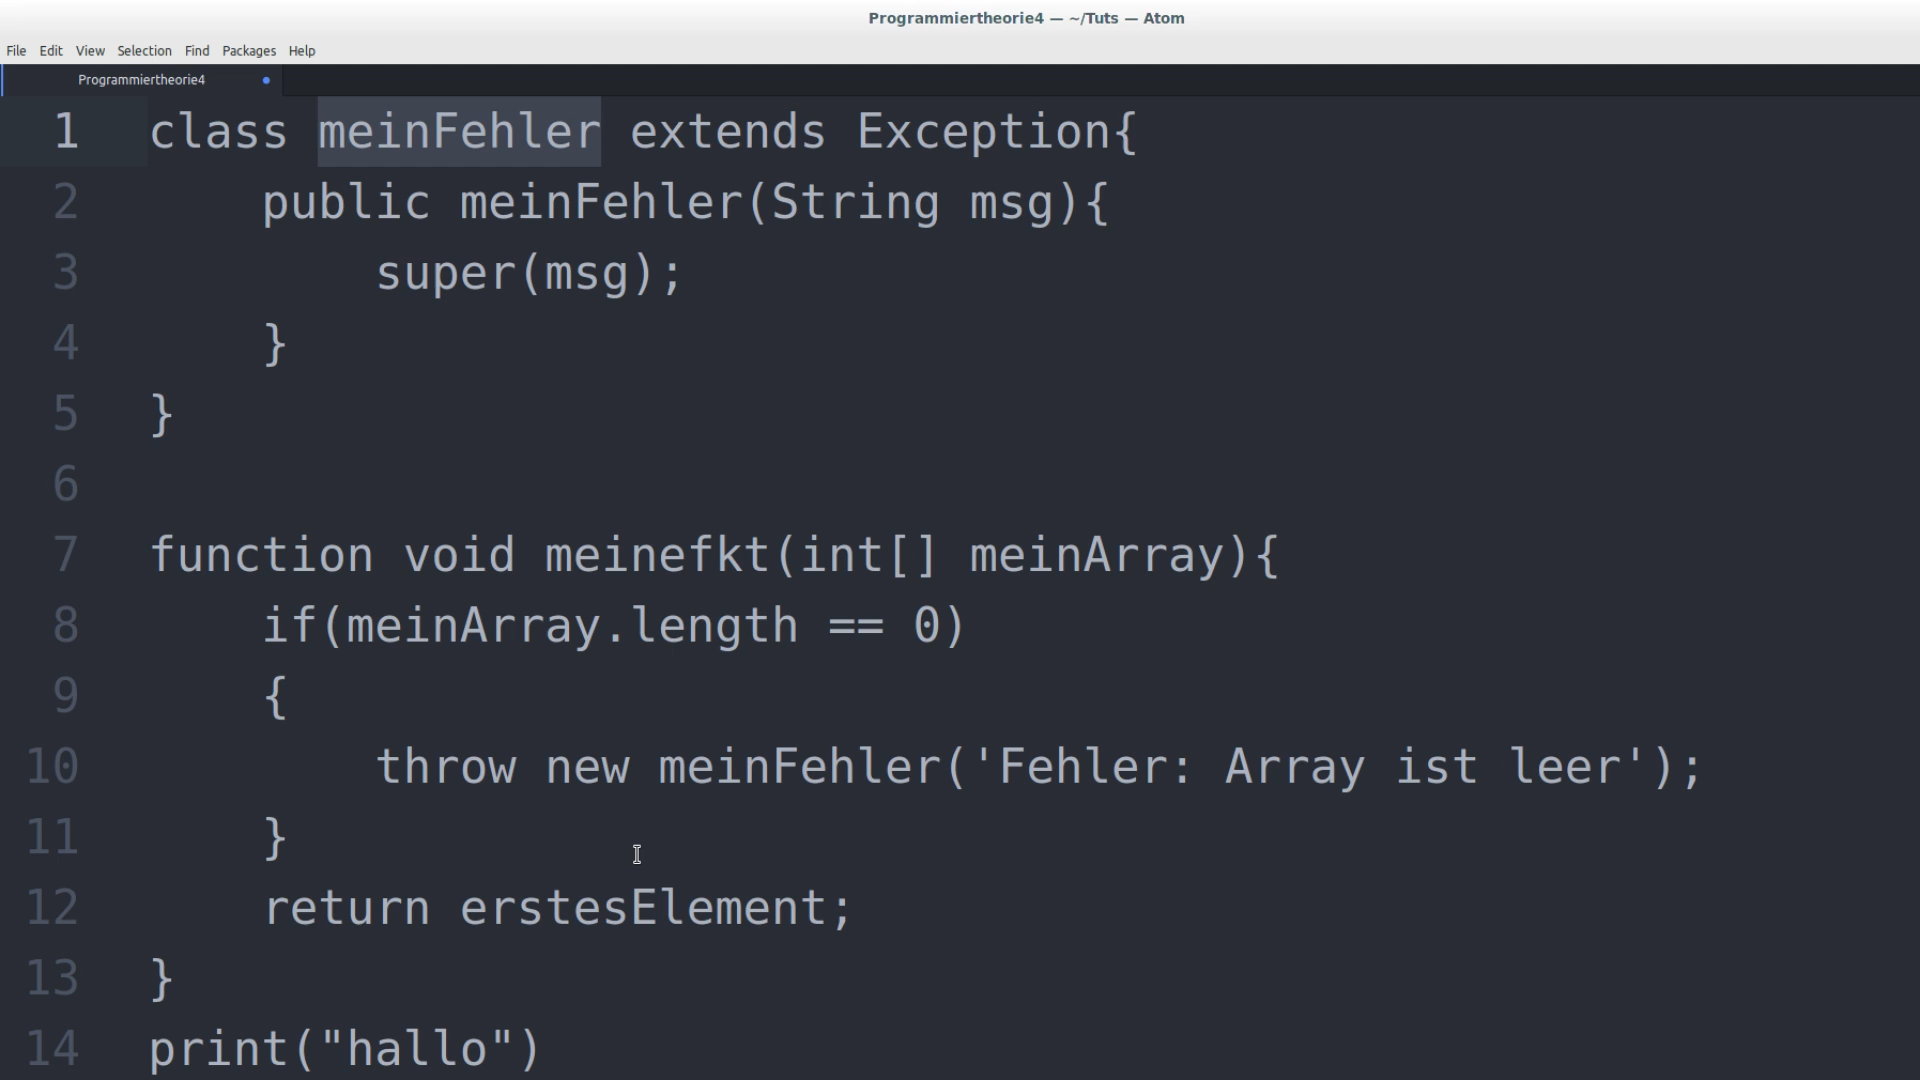 Programmiertheorie4 — ~/Tuts — Atom
File Edit View Selection Find Packages Help
Programmiertheorie4
1 class meinFehler extends Exception{
2 public meinFehler(String msg){
3 super(msg);
4 }
5 }
6
7 function void meinefkt(int[] meinArray){
8 if(meinArray.length == 0)
9 {
10 throw new meinFehler('Fehler: Array ist leer');
11 }
12 return erstesElement;
13 }
14 print("hallo")